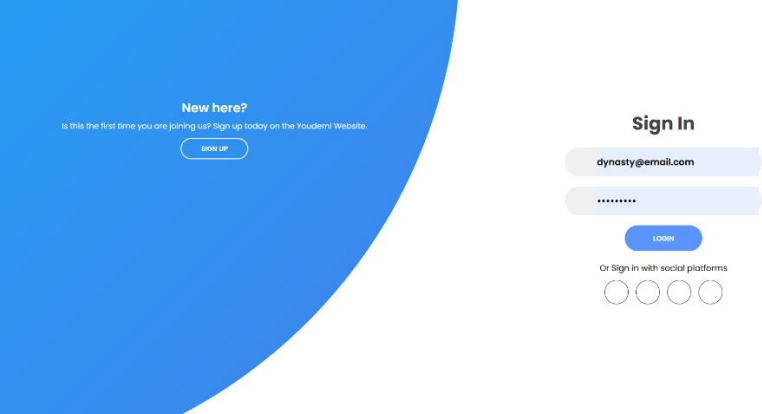 New here?
Is this the first time you are joining us? Sign up today on the Youdemi Website.
SIGN UP
Sign In
dynasty@email.com
•••••••••
LOGIN
Or Sign in with social platforms